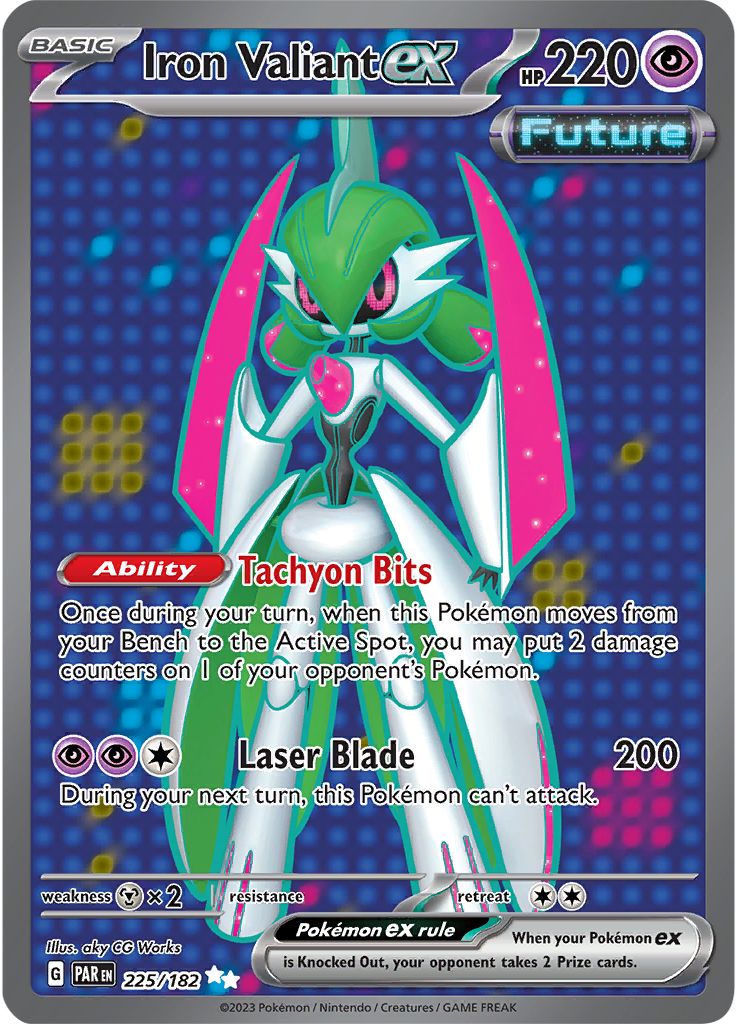 BASIC
Iron Valiant ex
HP 220
Future
Ability Tachyon Bits
Once during your turn, when this Pokémon moves from
your Bench to the Active Spot, you may put 2 damage
counters on 1 of your opponent's Pokémon.
Laser Blade 200
During your next turn, this Pokémon can't attack.
weakness ×2 resistance retreat
Pokémon ex rule
When your Pokémon ex
is Knocked Out, your opponent takes 2 Prize cards.
Illus. aky CG Works
G PAR EN 225/182
©2023 Pokémon / Nintendo / Creatures / GAME FREAK